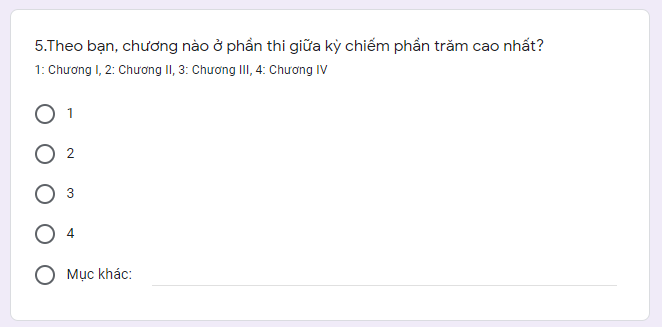 5.Theo bạn, chương nào ở phần thi giữa kỳ chiếm phần trăm cao nhất?
1: Chương I, 2: Chương II, 3: Chương III, 4: Chương IV
1
2
3
4
Mục khác: